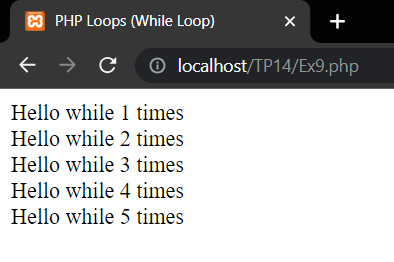 PHP Loops (While Loop)
localhost/TP14/Ex9.php
Hello while 1 times
Hello while 2 times
Hello while 3 times
Hello while 4 times
Hello while 5 times